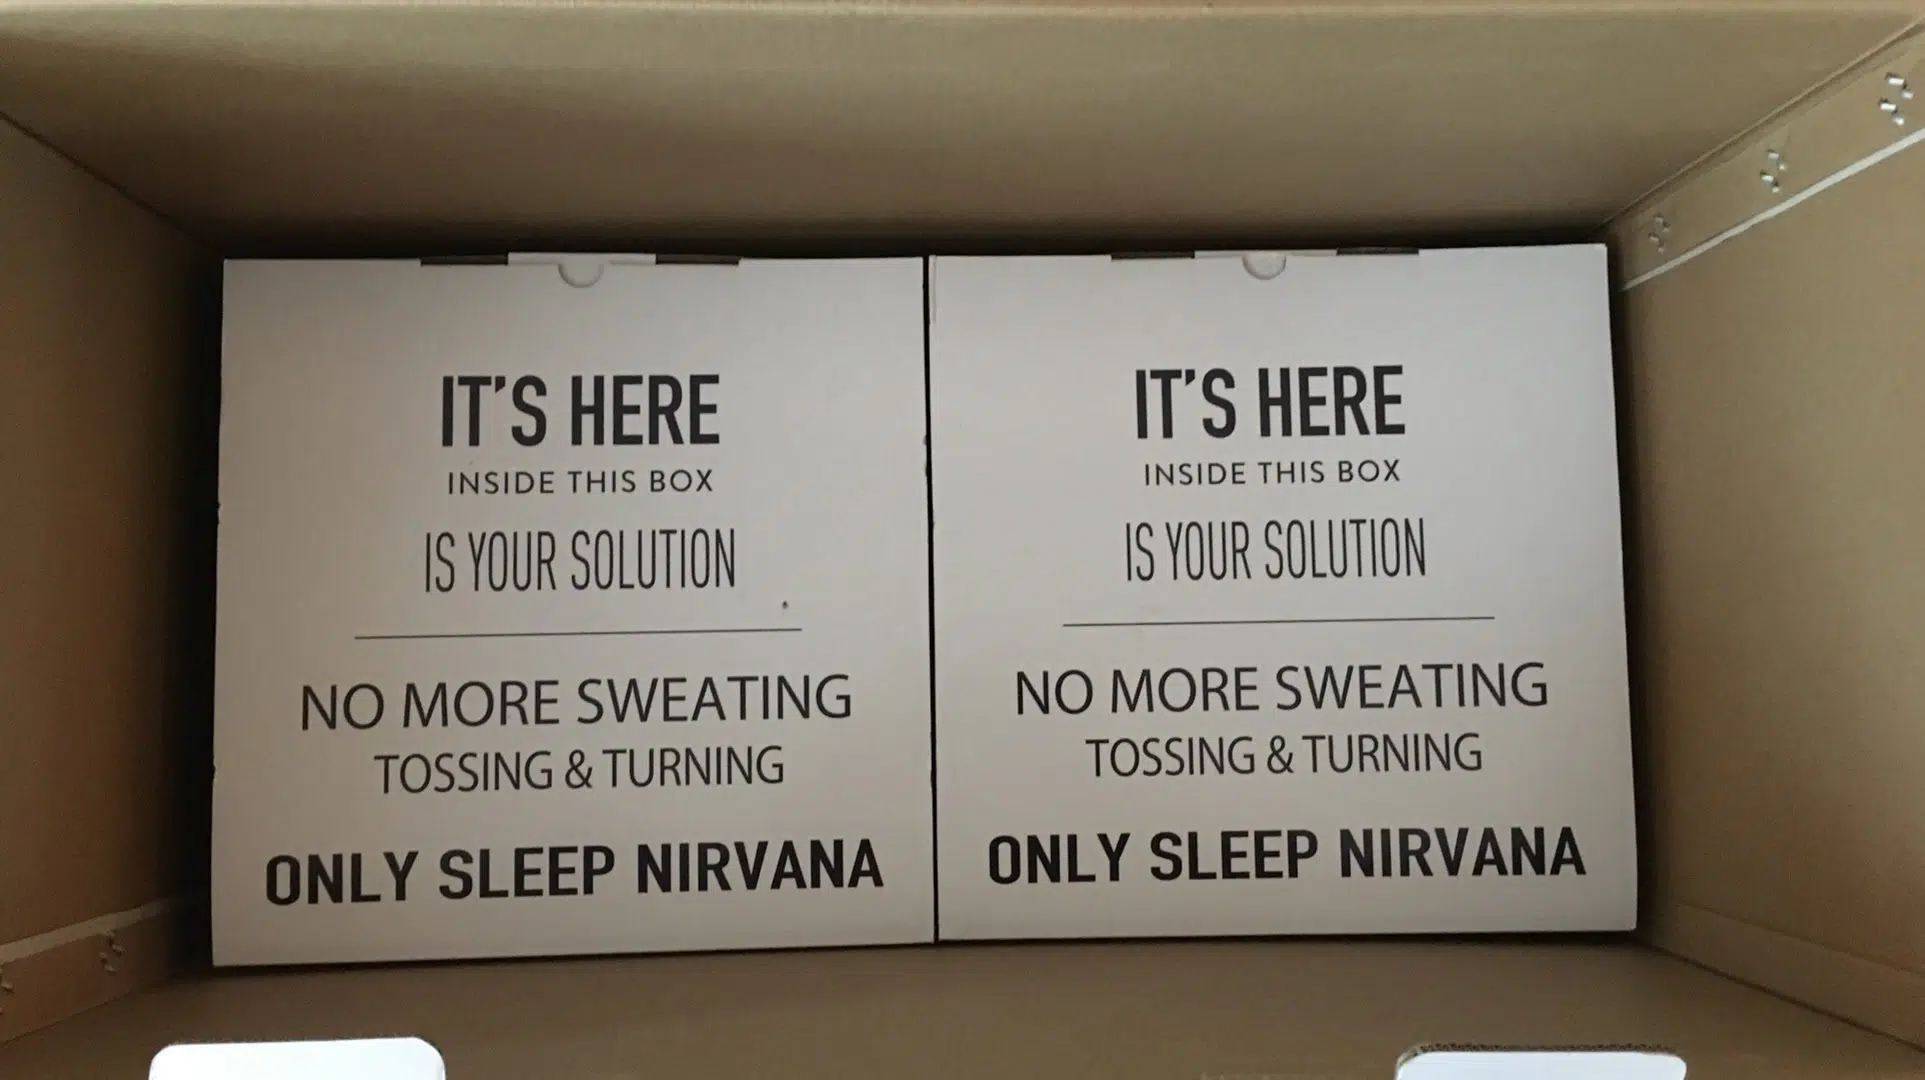 IT'S HERE
INSIDE THIS BOX
IS YOUR SOLUTION
NO MORE SWEATING
TOSSING & TURNING
ONLY SLEEP NIRVANA
IT'S HERE
INSIDE THIS BOX
IS YOUR SOLUTION
NO MORE SWEATING
TOSSING & TURNING
ONLY SLEEP NIRVANA